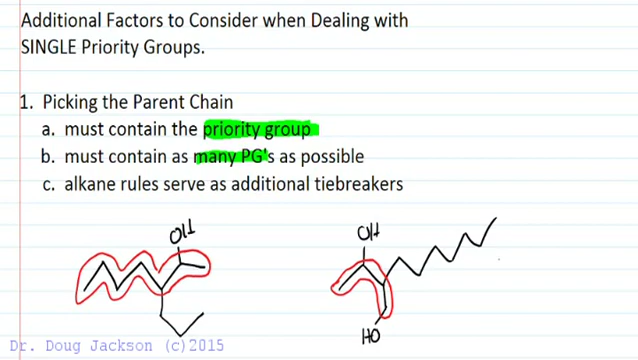 Additional Factors to Consider when Dealing with
SINGLE Priority Groups.
1. Picking the Parent Chain
a. must contain the priority group
b. must contain as many PG's as possible
c. alkane rules serve as additional tiebreakers
OH
OH
HO
Dr. Doug Jackson (c)2015